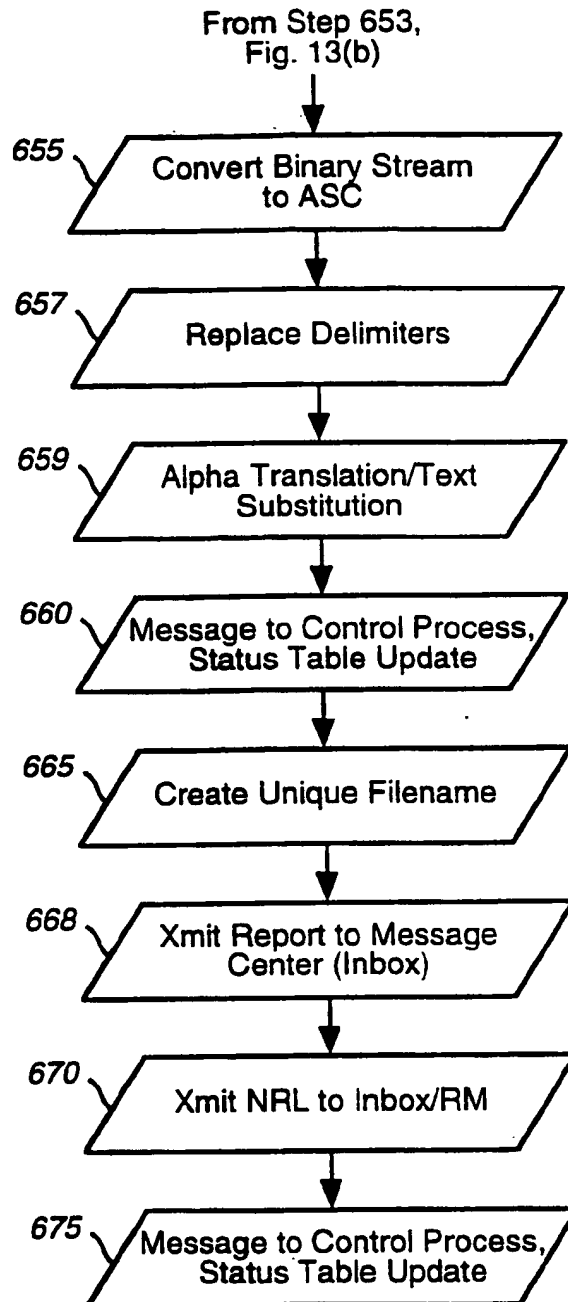 From Step 653,
Fig. 13(b)
655
Convert Binary Stream
to ASC
657
Replace Delimiters
659
Alpha Translation/Text
Substitution
660
Message to Control Process,
Status Table Update
665
Create Unique Filename
668
Xmit Report to Message
Center (Inbox)
670
Xmit NRL to Inbox/RM
675
Message to Control Process,
Status Table Update